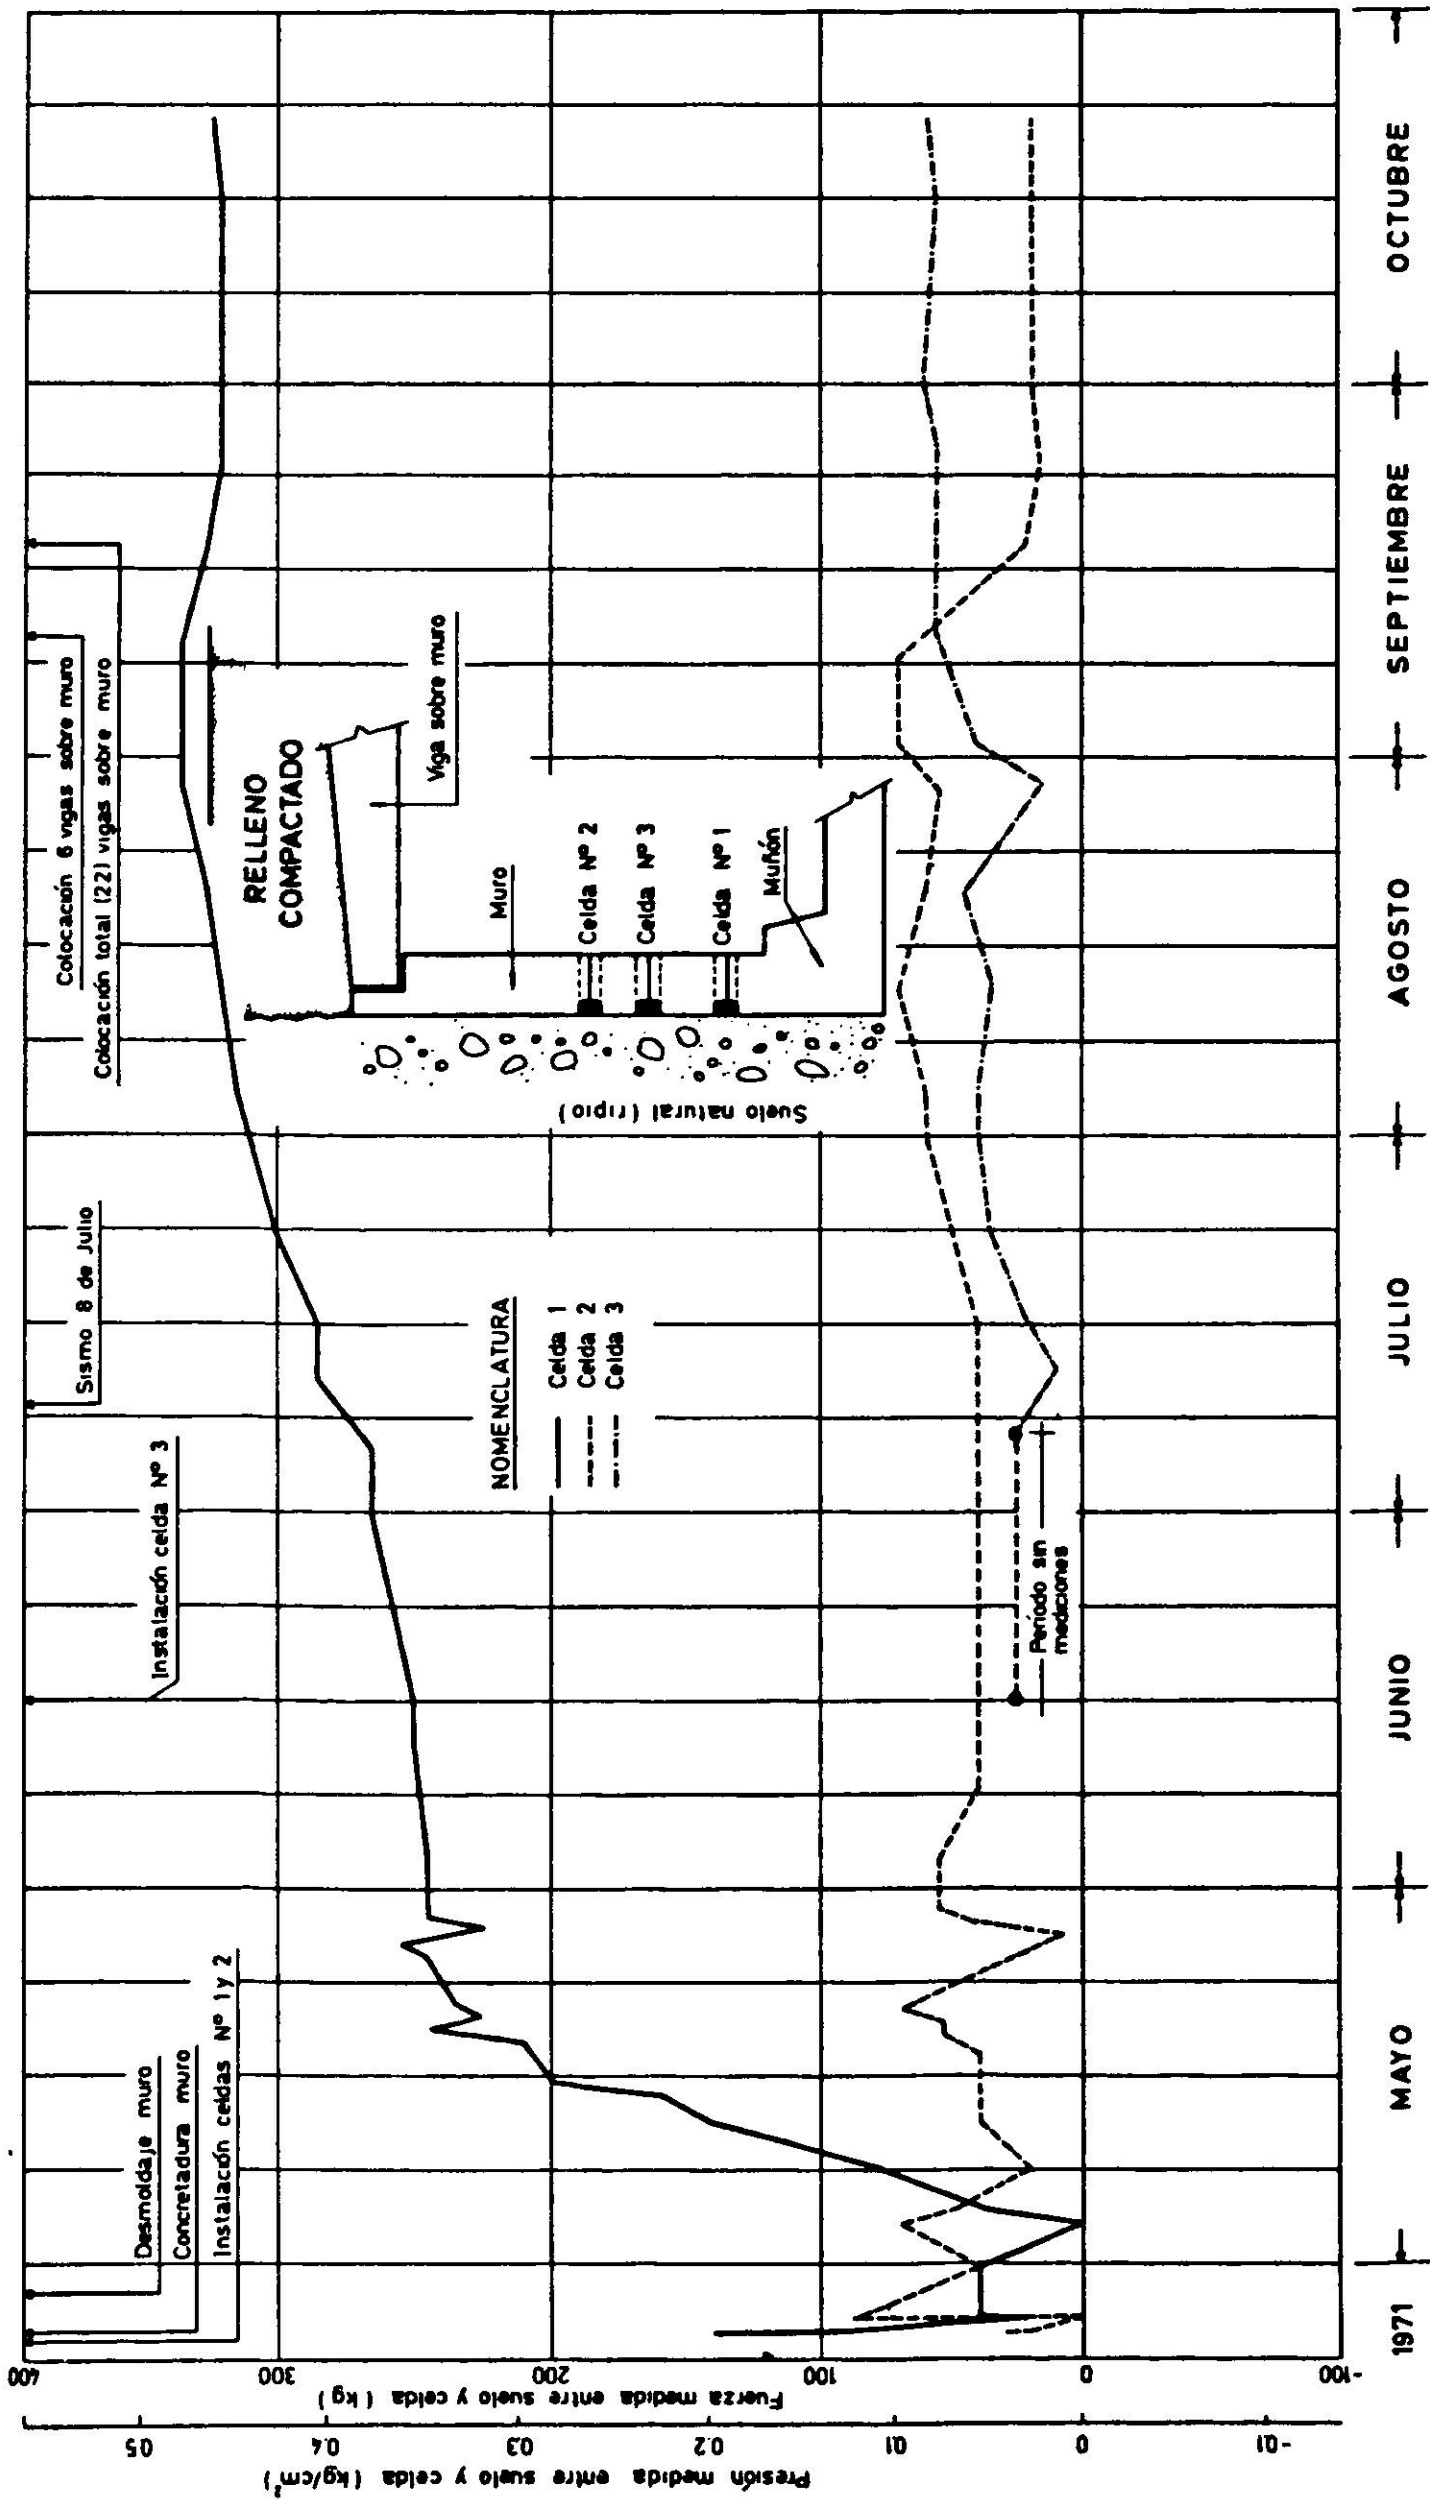 Presión medida entre suelo y celda (kg/cm²)
0.5
0.4
0.3
0.2
0.1
0
-0.1
Fuerza medida entre suelo y celda (kg)
400
300
200
100
0
-100
Desmoldaje muro
Concretadura muro
Instalación celdas Nº 1 y 2
Instalación celda Nº 3
Sismo 8 de Julio
Colocación 6 vigas sobre muro
Colocación total (22) vigas sobre muro
NOMENCLATURA
Celda 1
Celda 2
Celda 3
RELLENO
COMPACTADO
Viga sobre muro
Muro
Celda Nº 2
Celda Nº 3
Celda Nº 1
Muñón
Suelo natural (ripio)
Período sin
mediciones
1971
MAYO
JUNIO
JULIO
AGOSTO
SEPTIEMBRE
OCTUBRE